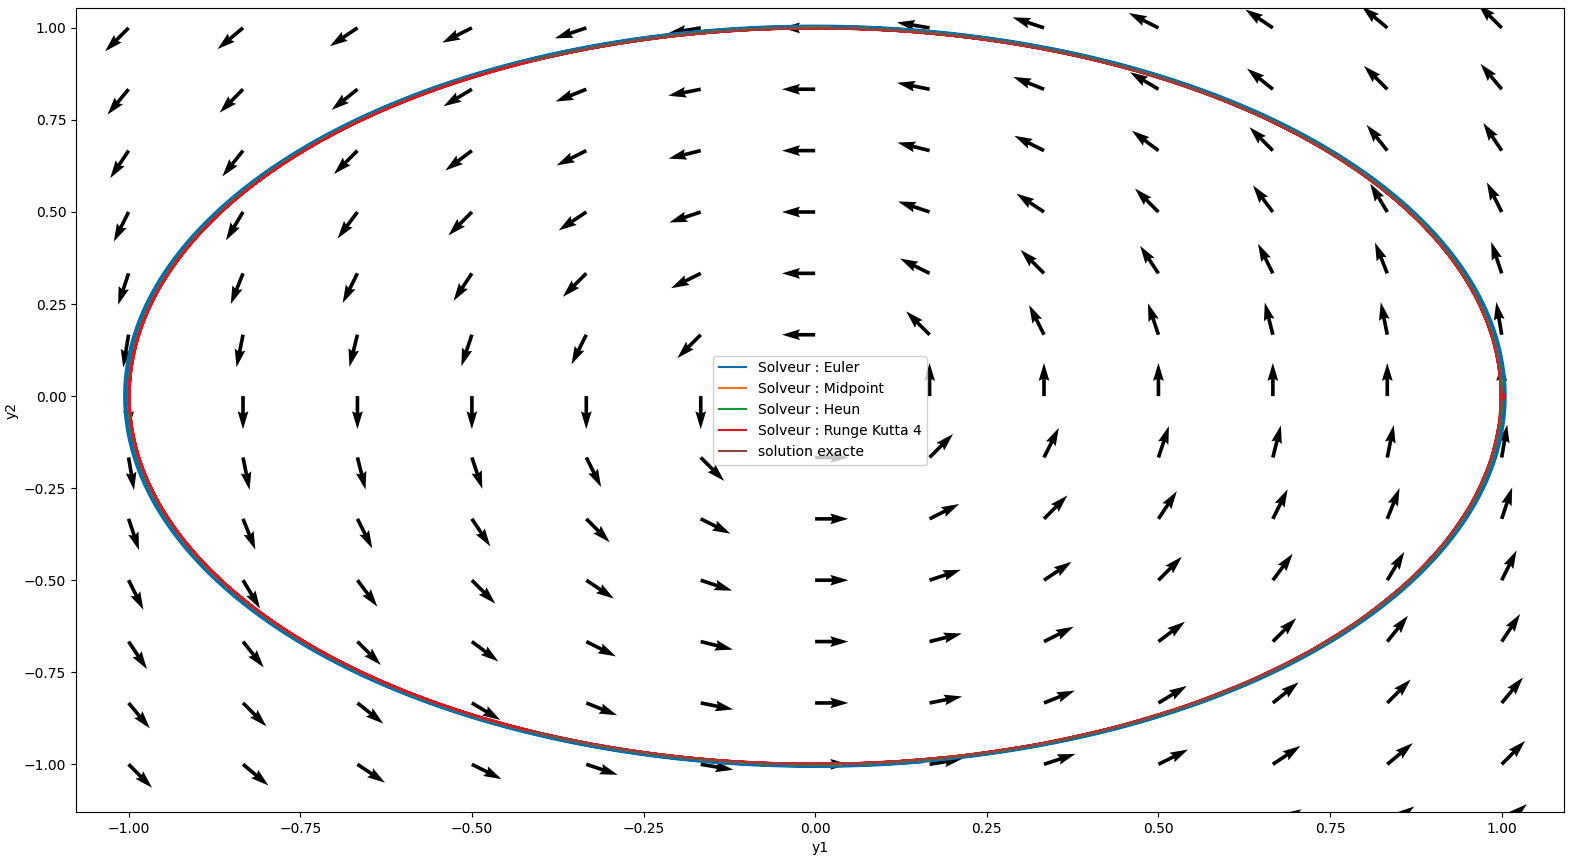 1.00
0.75
0.50
0.25
0.00
−0.25
−0.50
−0.75
−1.00
y2
Solveur : Euler
Solveur : Midpoint
Solveur : Heun
Solveur : Runge Kutta 4
solution exacte
−1.00 −0.75 −0.50 −0.25 0.00 0.25 0.50 0.75 1.00
y1